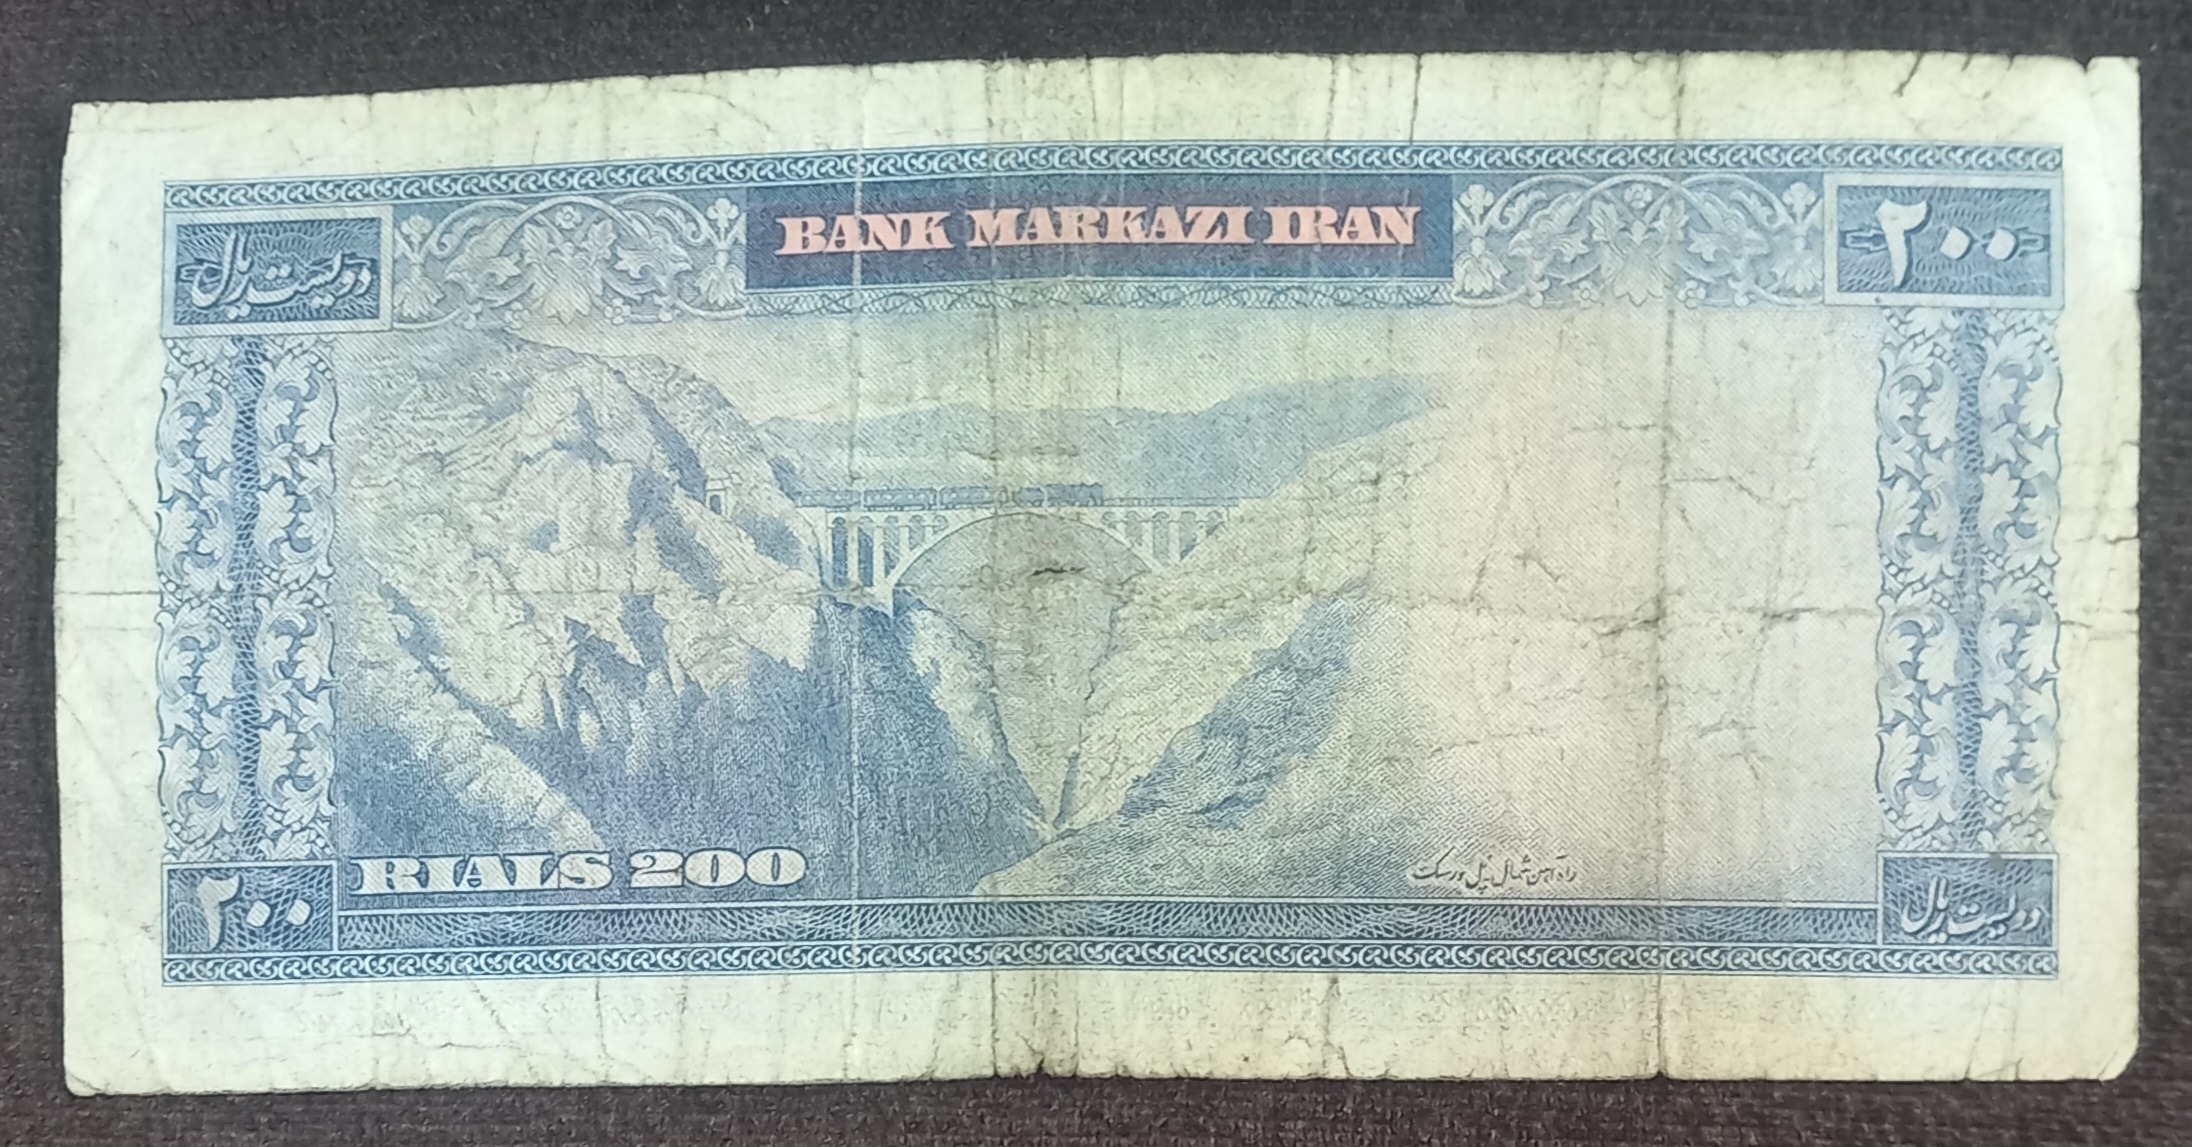 BANK MARKAZI IRAN
دویست ریال
۲۰۰
RIALS 200
راه آهن شمال پل ورسک
۲۰۰
دویست ریال